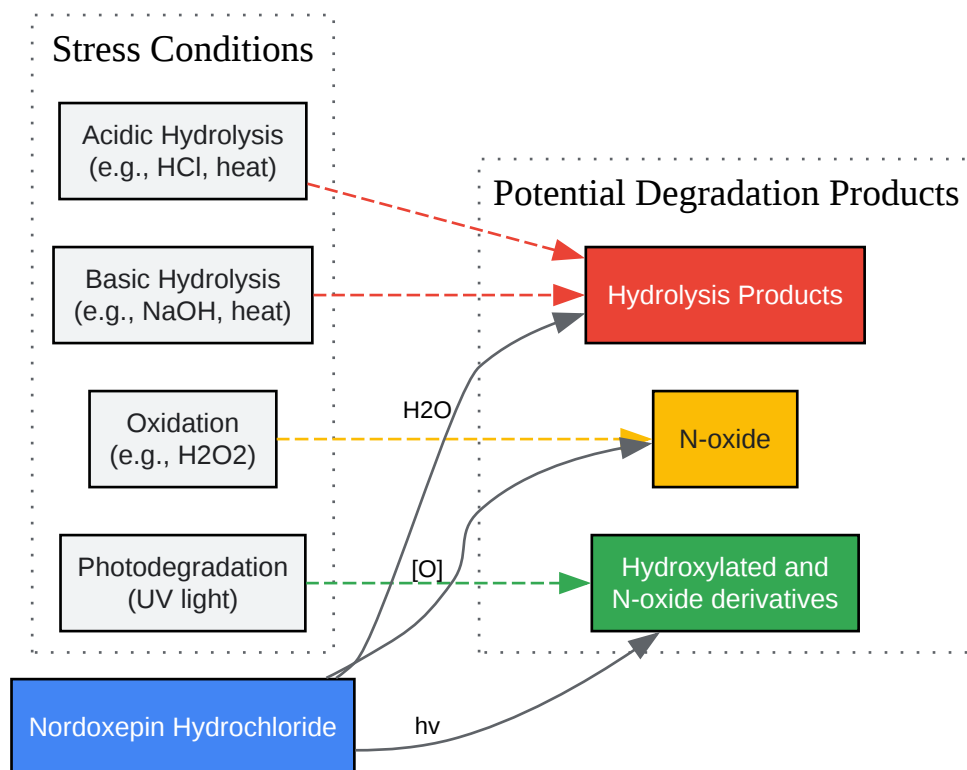 Stress Conditions
Acidic Hydrolysis
(e.g., HCl, heat)
Basic Hydrolysis
(e.g., NaOH, heat)
Oxidation
(e.g., H2O2)
Photodegradation
(UV light)
Nordoxepin Hydrochloride
H2O
[O]
hv
Potential Degradation Products
Hydrolysis Products
N-oxide
Hydroxylated and
N-oxide derivatives